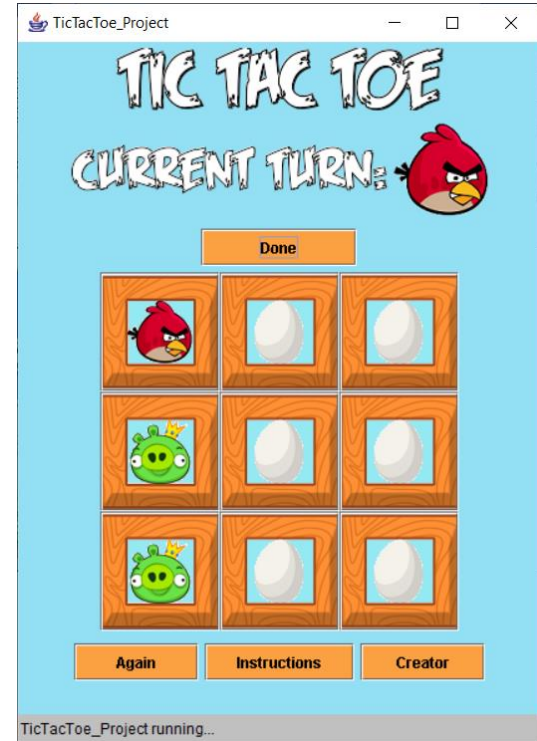 TicTacToe_Project
TIC TAC TOE
CURRENT TURN:
Done
Again Instructions Creator
TicTacToe_Project running...